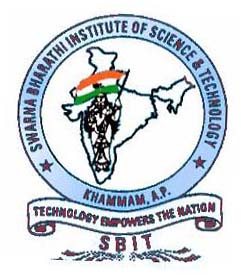 SWARNA BHARATHI INSTITUTE OF SCIENCE & TECHNOLOGY
KHAMMAM, A.P.
TECHNOLOGY EMPOWERS THE NATION
SBIT